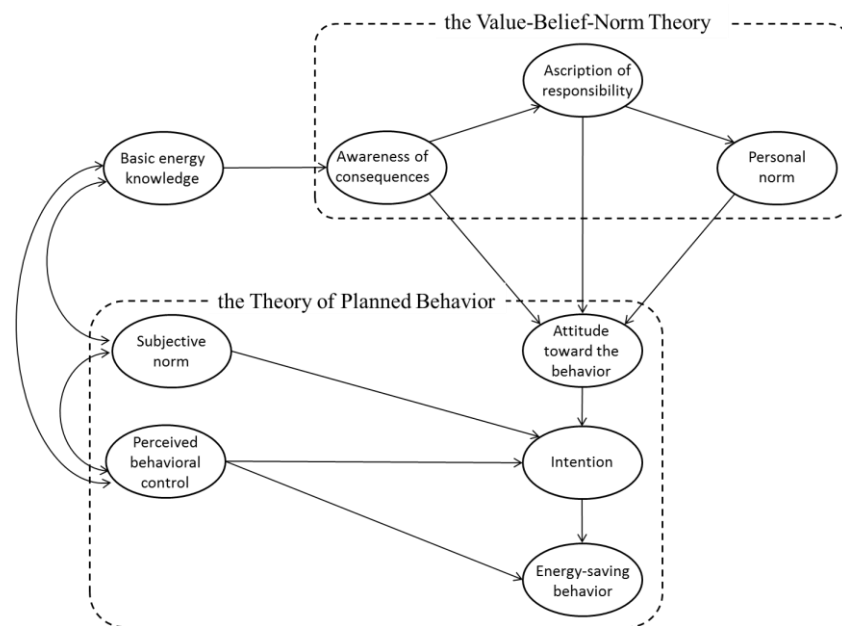 the Value-Belief-Norm Theory
Ascription of
responsibility
Basic energy
knowledge
Awareness of
consequences
Personal
norm
the Theory of Planned Behavior
Subjective
norm
Attitude
toward the
behavior
Perceived
behavioral
control
Intention
Energy-saving
behavior